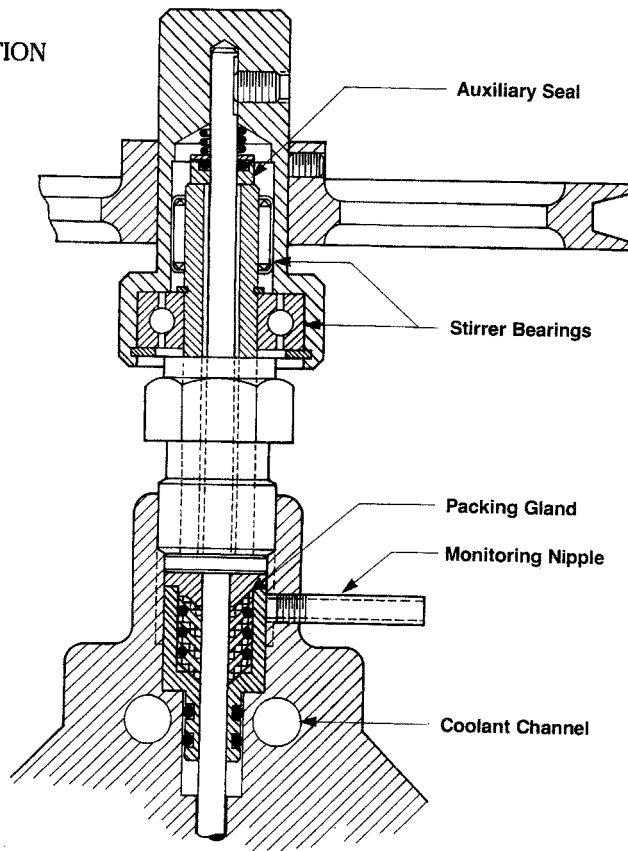 TION
Auxiliary Seal
Stirrer Bearings
Packing Gland
Monitoring Nipple
Coolant Channel